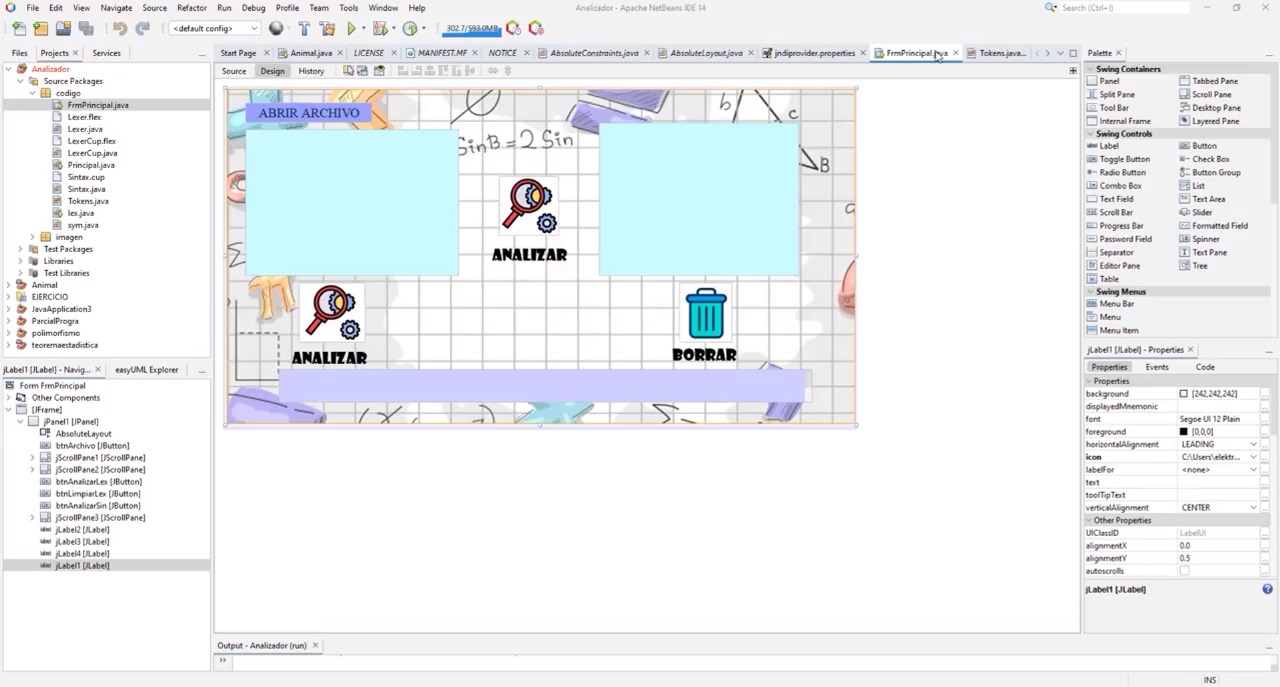 File Edit View Navigate Source Refactor Run Debug Profile Team Tools Window Help
Analizador - Apache NetBeans IDE 14
Search (Ctrl+I)
<default config>
302.7/593.0MB
Files Projects Services
Start Page Animal.java LICENSE MANIFEST.MF NOTICE AbsoluteConstraints.java AbsoluteLayout.java jndiprovider.properties FrmPrincipal.java Tokens.java...
Source Design History
Analizador
Source Packages
codigo
FrmPrincipal.java
Lexer.flex
Lexer.java
LexerCup.flex
LexerCup.java
Principal.java
Sintax.cup
Sintax.java
Tokens.java
lex.java
sym.java
imagen
Test Packages
Libraries
Test Libraries
Animal
EJERCICIO
JavaApplication3
ParcialProgra
polimorfismo
teoremaestadistica
jLabel1 [JLabel] - Navig... easyUML Explorer
Form FrmPrincipal
Other Components
[JFrame]
jPanel1 [JPanel]
AbsoluteLayout
btnArchivo [JButton]
jScrollPane1 [JScrollPane]
jScrollPane2 [JScrollPane]
btnAnalizarLex [JButton]
btnLimpiarLex [JButton]
btnAnalizarSin [JButton]
jScrollPane3 [JScrollPane]
jLabel2 [JLabel]
jLabel3 [JLabel]
jLabel4 [JLabel]
jLabel1 [JLabel]
ABRIR ARCHIVO
SinB = 2 Sin
b c
B
ANALIZAR
ANALIZAR
BORRAR
Output - Analizador (run)
Palette
Swing Containers
Panel Tabbed Pane
Split Pane Scroll Pane
Tool Bar Desktop Pane
Internal Frame Layered Pane
Swing Controls
Label Button
Toggle Button Check Box
Radio Button Button Group
Combo Box List
Text Field Text Area
Scroll Bar Slider
Progress Bar Formatted Field
Password Field Spinner
Separator Text Pane
Editor Pane Tree
Table
Swing Menus
Menu Bar
Menu
Menu Item
jLabel1 [JLabel] - Properties
Properties Events Code
Properties
background [242,242,242]
displayedMnemonic
font Segoe UI 12 Plain
foreground [0,0,0]
horizontalAlignment LEADING
icon C:\Users\elektr...
labelFor <none>
text
toolTipText
verticalAlignment CENTER
Other Properties
UIClassID LabelUI
alignmentX 0.0
alignmentY 0.5
autoscrolls
jLabel1 [JLabel]
INS